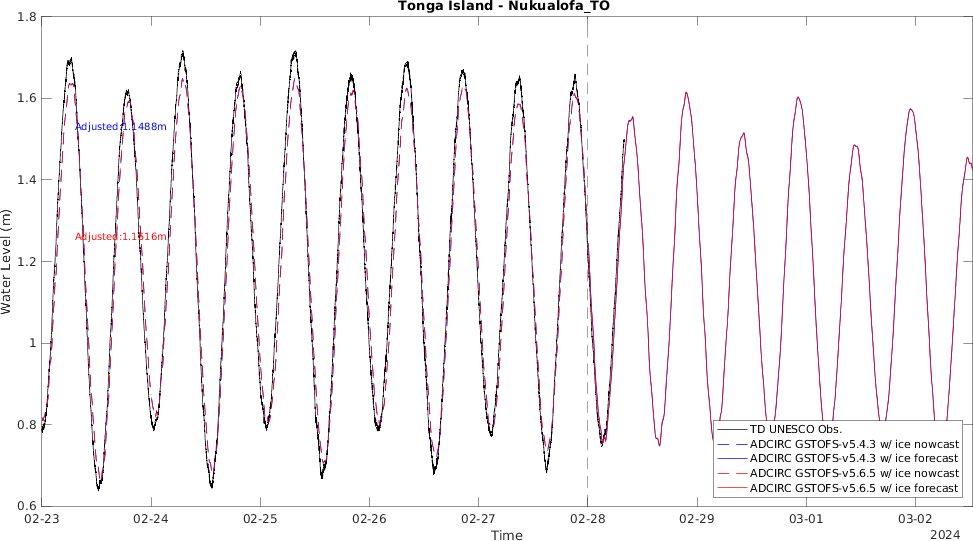 Tonga Island - Nukualofa_TO
1.8
1.6
1.4
1.2
1
0.8
0.6
Water Level (m)
Adjusted:1.1488m
Adjusted:1.1616m
TD UNESCO Obs.
ADCIRC GSTOFS-v5.4.3 w/ ice nowcast
ADCIRC GSTOFS-v5.4.3 w/ ice forecast
ADCIRC GSTOFS-v5.6.5 w/ ice nowcast
ADCIRC GSTOFS-v5.6.5 w/ ice forecast
02-23 02-24 02-25 02-26 02-27 02-28 02-29 03-01 03-02
Time
2024